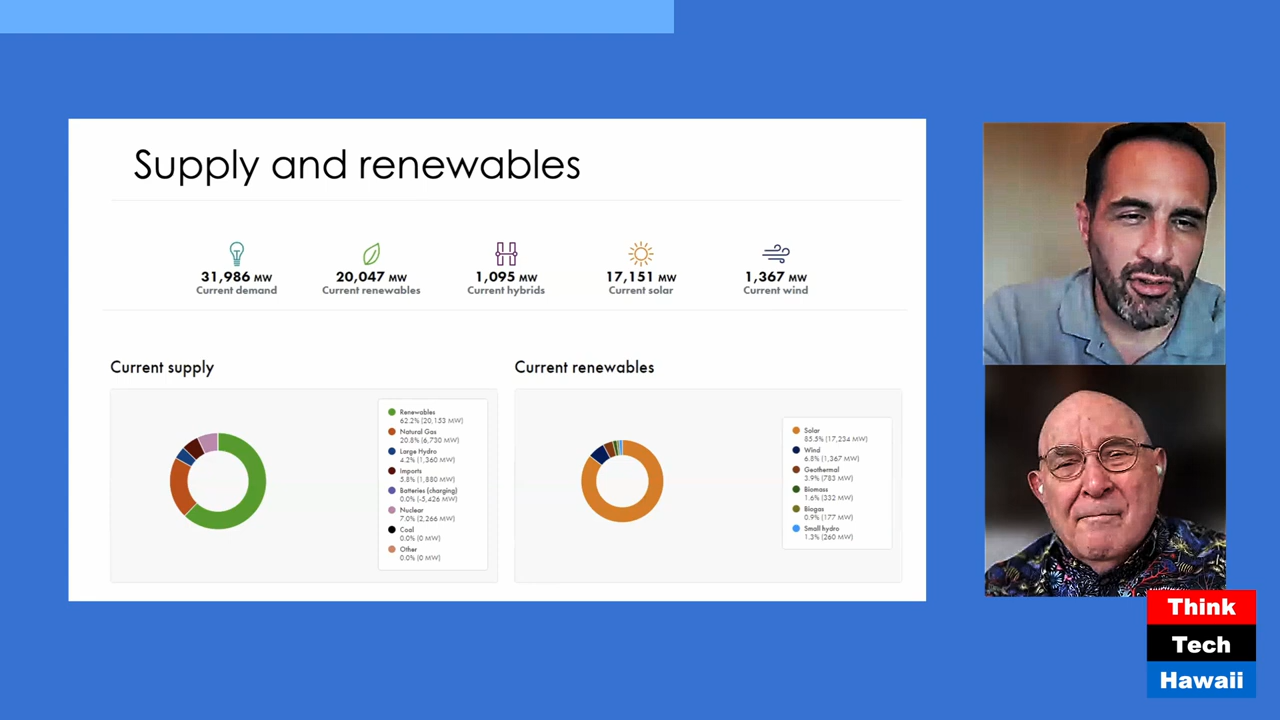 Supply and renewables
31,986 MW
Current demand
20,047 MW
Current renewables
1,095 MW
Current hybrids
17,151 MW
Current solar
1,367 MW
Current wind
Current supply
Renewables
62.2% (20,153 MW)
Natural Gas
20.8% (6,730 MW)
Large Hydro
4.2% (1,360 MW)
Imports
5.8% (1,880 MW)
Batteries (charging)
0.0% (-5,426 MW)
Nuclear
7.0% (2,266 MW)
Coal
0.0% (0 MW)
Other
0.0% (0 MW)
Current renewables
Solar
85.5% (17,234 MW)
Wind
6.8% (1,367 MW)
Geothermal
3.9% (783 MW)
Biomass
1.6% (332 MW)
Biogas
0.9% (177 MW)
Small hydro
1.3% (260 MW)
Think
Tech
Hawaii